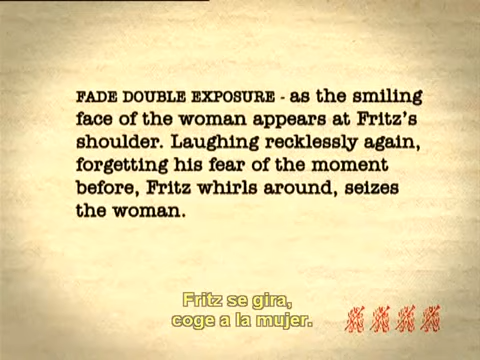 FADE DOUBLE EXPOSURE - as the smiling
face of the woman appears at Fritz's
shoulder. Laughing recklessly again,
forgetting his fear of the moment
before, Fritz whirls around, seizes
the woman.
Fritz se gira,
coge a la mujer.